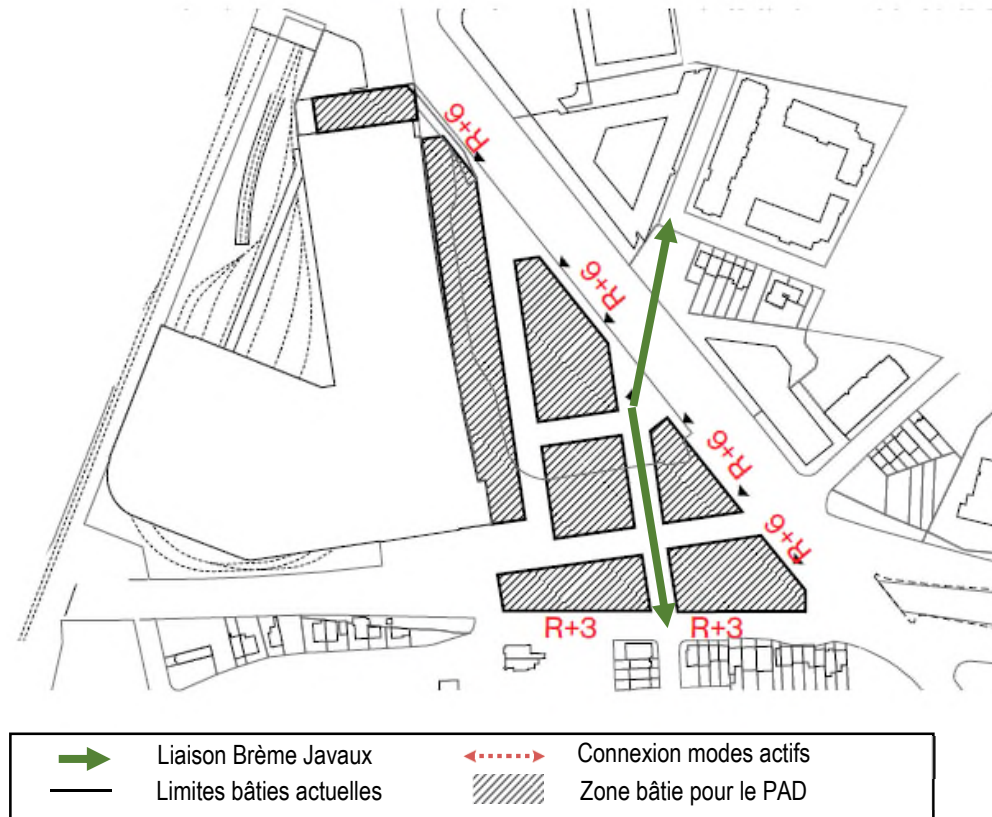 R+6
R+6
R+6
R+6
R+3
R+3
Liaison Brème Javaux
Connexion modes actifs
Limites bâties actuelles
Zone bâtie pour le PAD